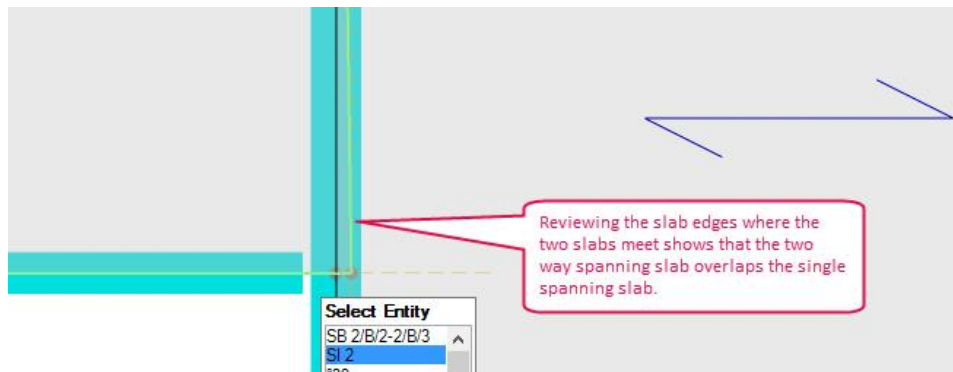 Reviewing the slab edges where the
two slabs meet shows that the two
way spanning slab overlaps the single
spanning slab.
Select Entity
SB 2/B/2-2/B/3
SI 2